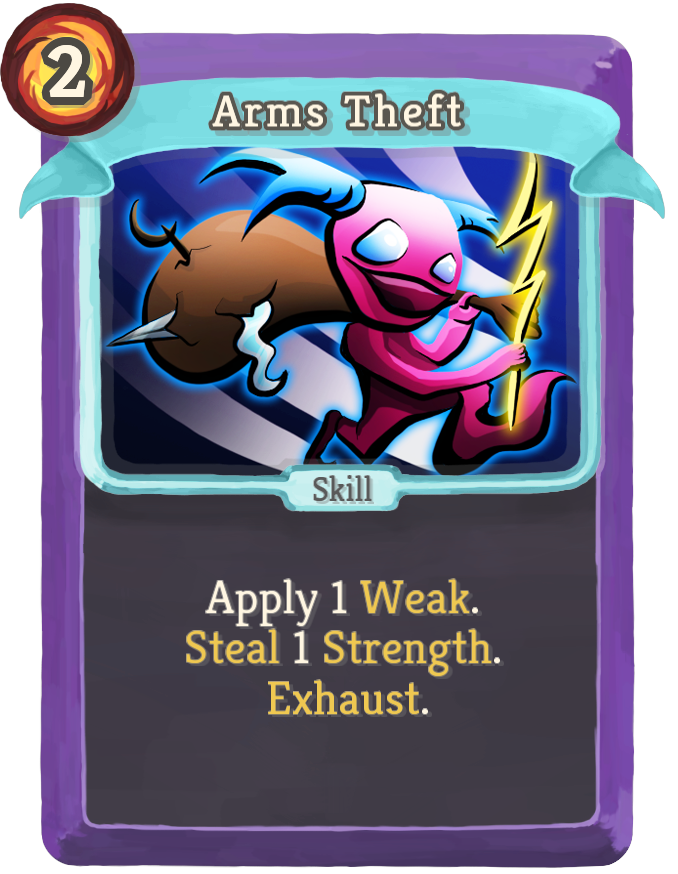 2
Arms Theft
Skill
Apply 1 Weak.
Steal 1 Strength.
Exhaust.